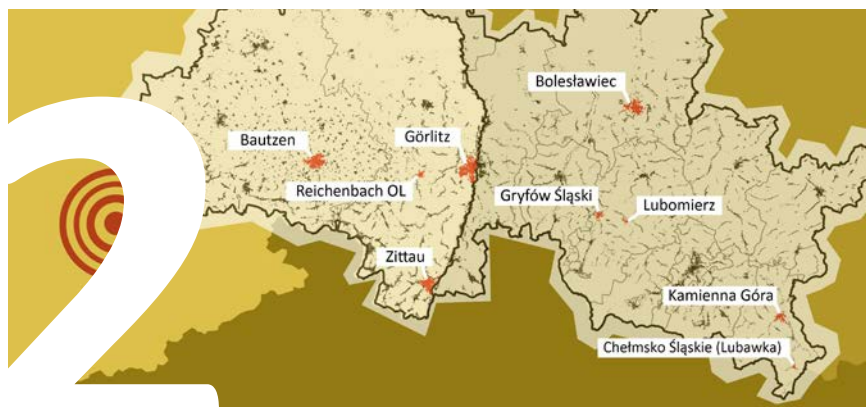 2
Bolesławiec
Bautzen
Görlitz
Reichenbach OL
Gryfów Śląski
Lubomierz
Zittau
Kamienna Góra
Chełmsko Śląskie (Lubawka)